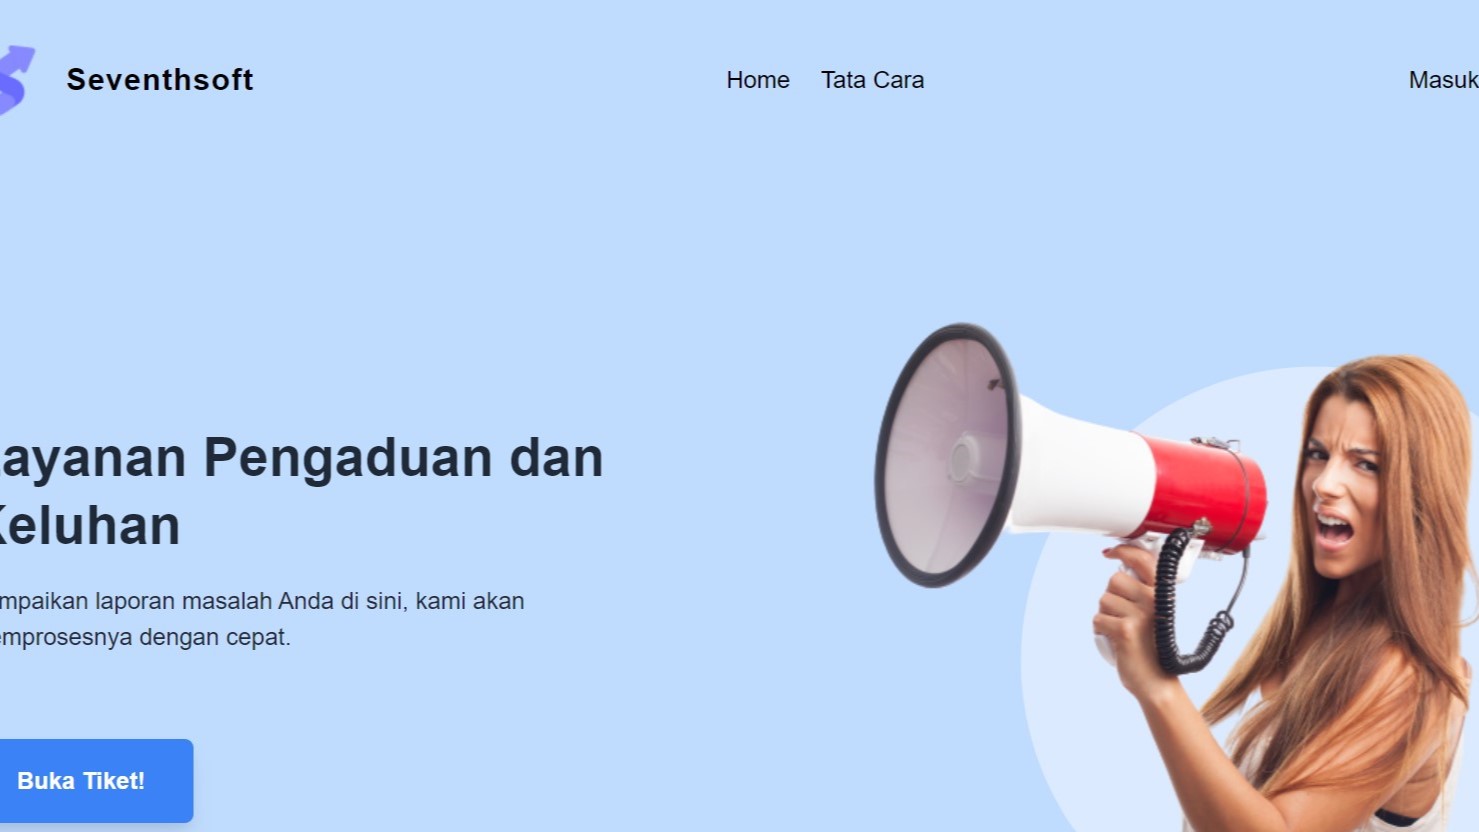 Seventhsoft
Home
Tata Cara
Masuk
Layanan Pengaduan dan
Keluhan
mpaikan laporan masalah Anda di sini, kami akan
emprosesnya dengan cepat.
Buka Tiket!